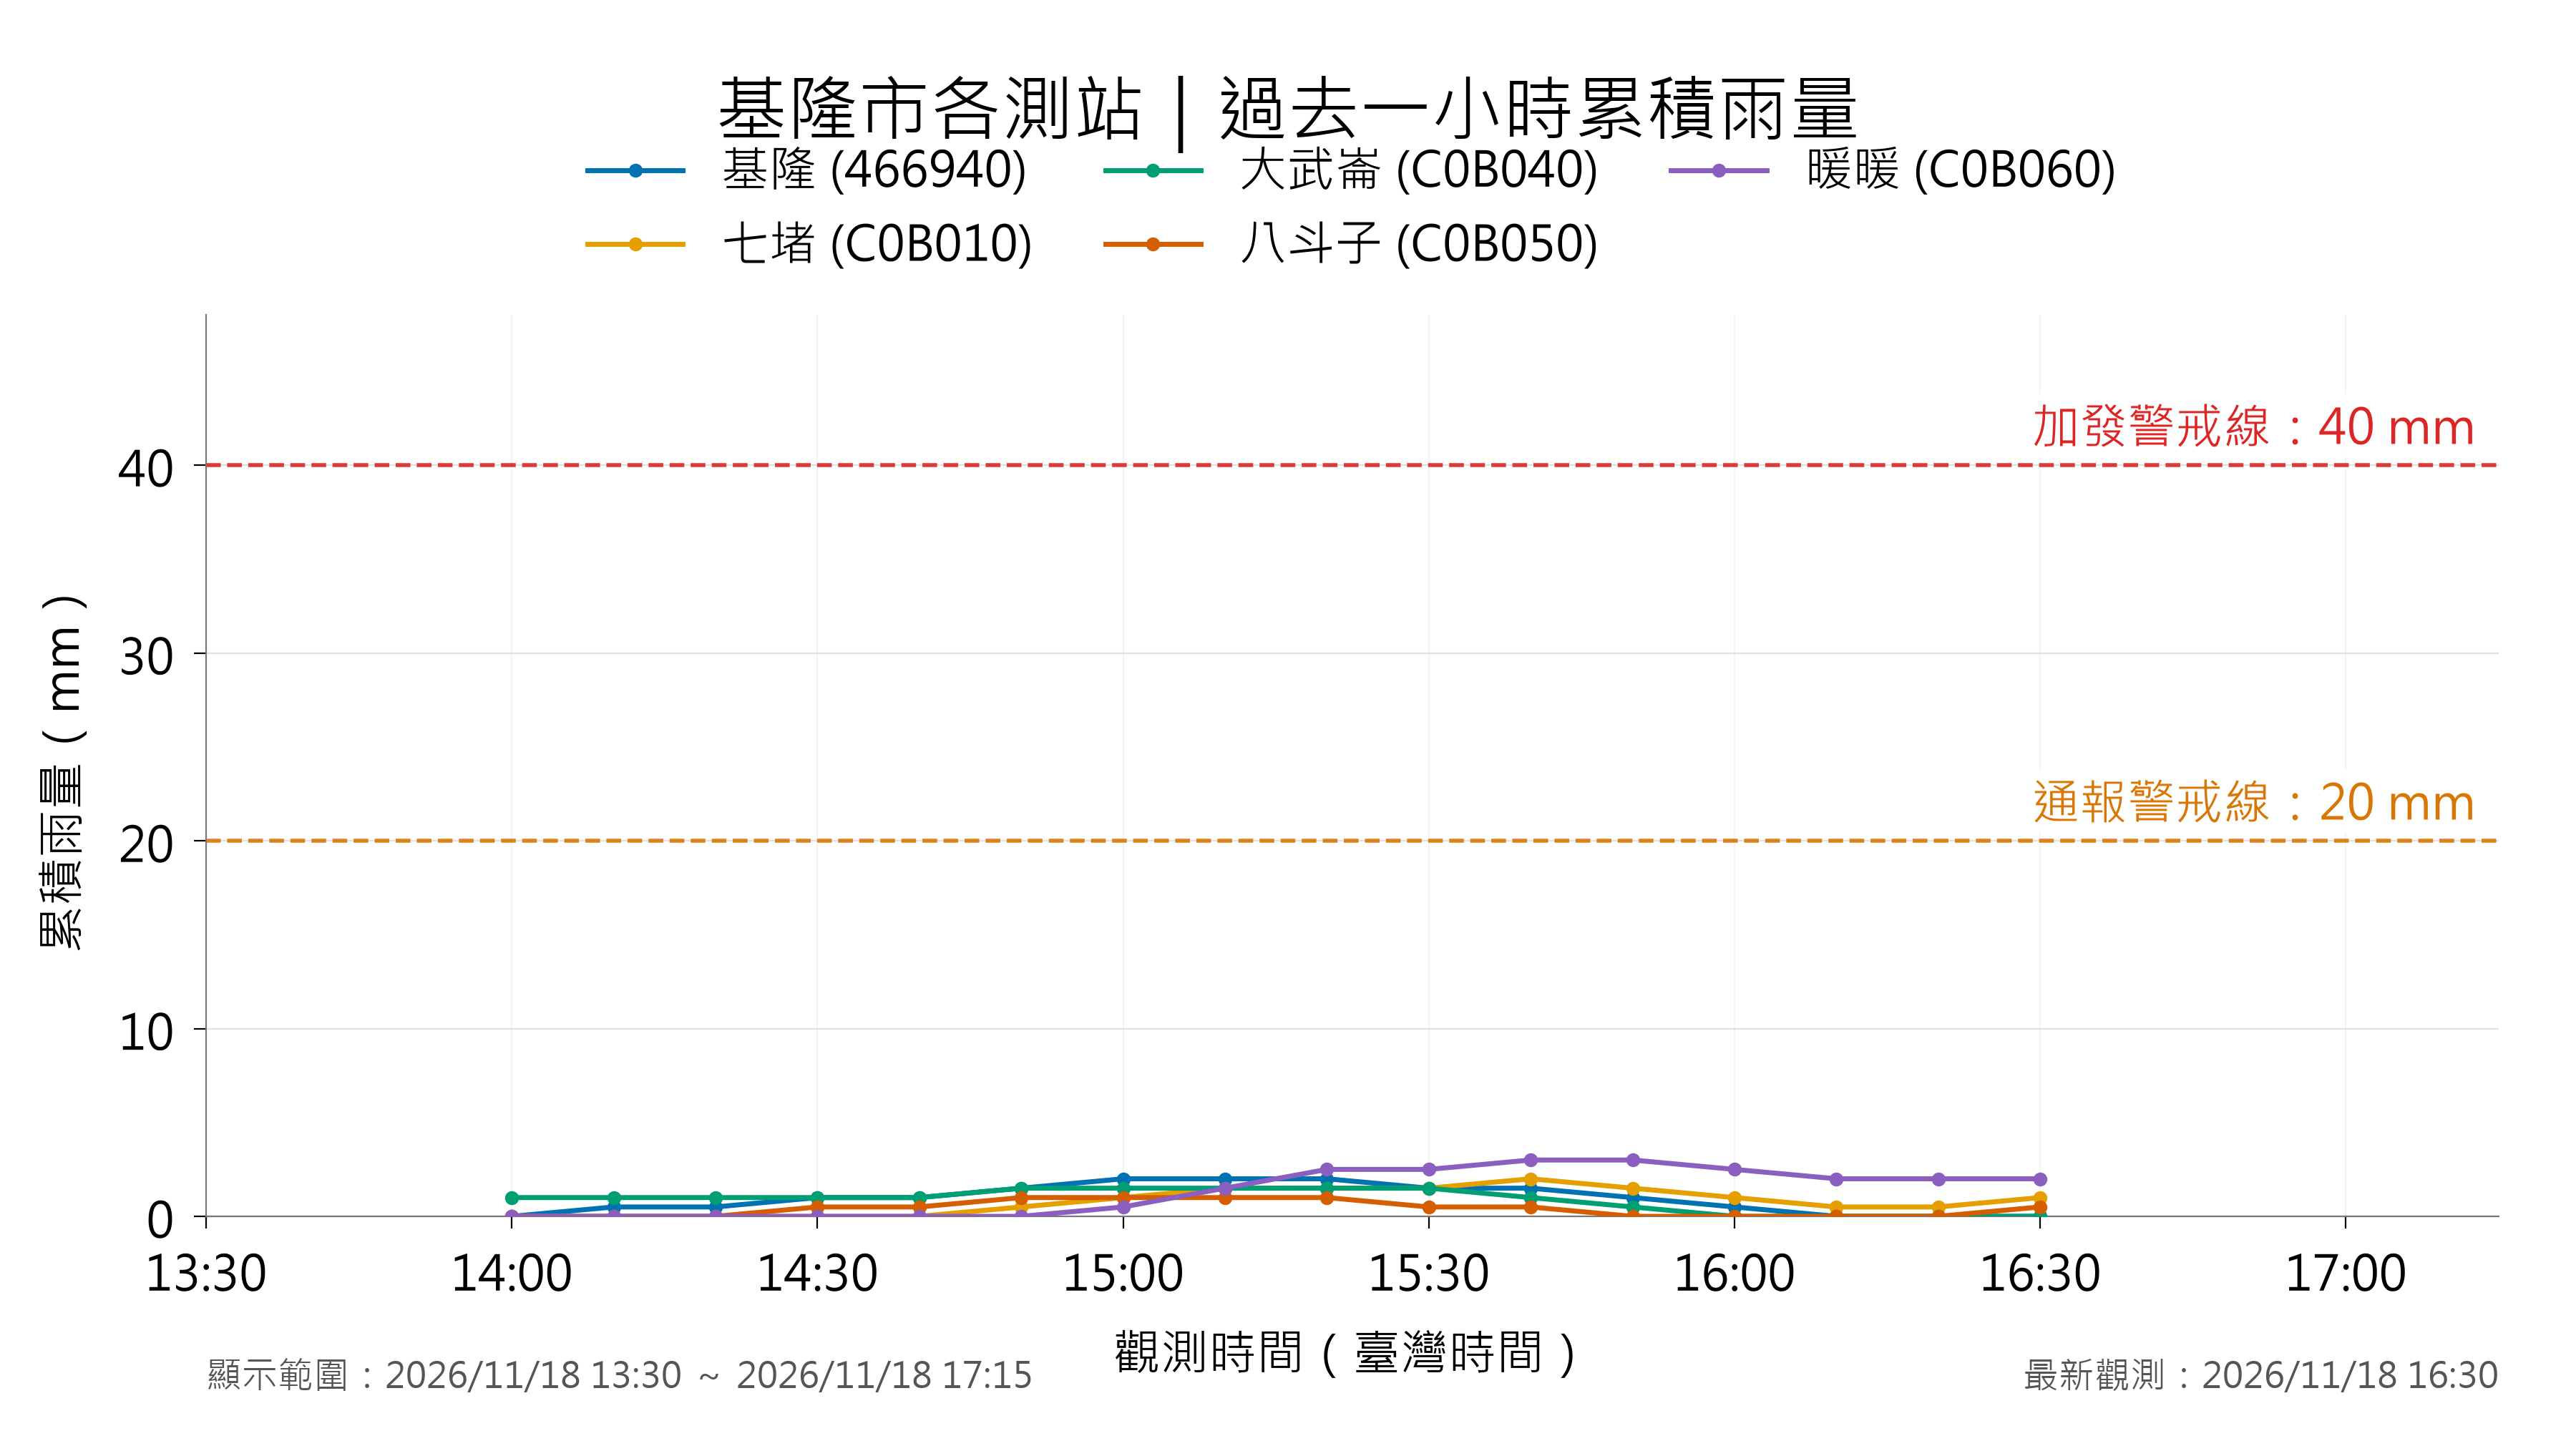 基隆市各測站｜過去一小時累積雨量
基隆 (466940)
大武崙 (C0B040)
暖暖 (C0B060)
七堵 (C0B010)
八斗子 (C0B050)
累積雨量（mm）
40
30
20
10
0
加發警戒線：40 mm
通報警戒線：20 mm
13:30 14:00 14:30 15:00 15:30 16:00 16:30 17:00
觀測時間（臺灣時間）
顯示範圍：2026/11/18 13:30 ~ 2026/11/18 17:15
最新觀測：2026/11/18 16:30